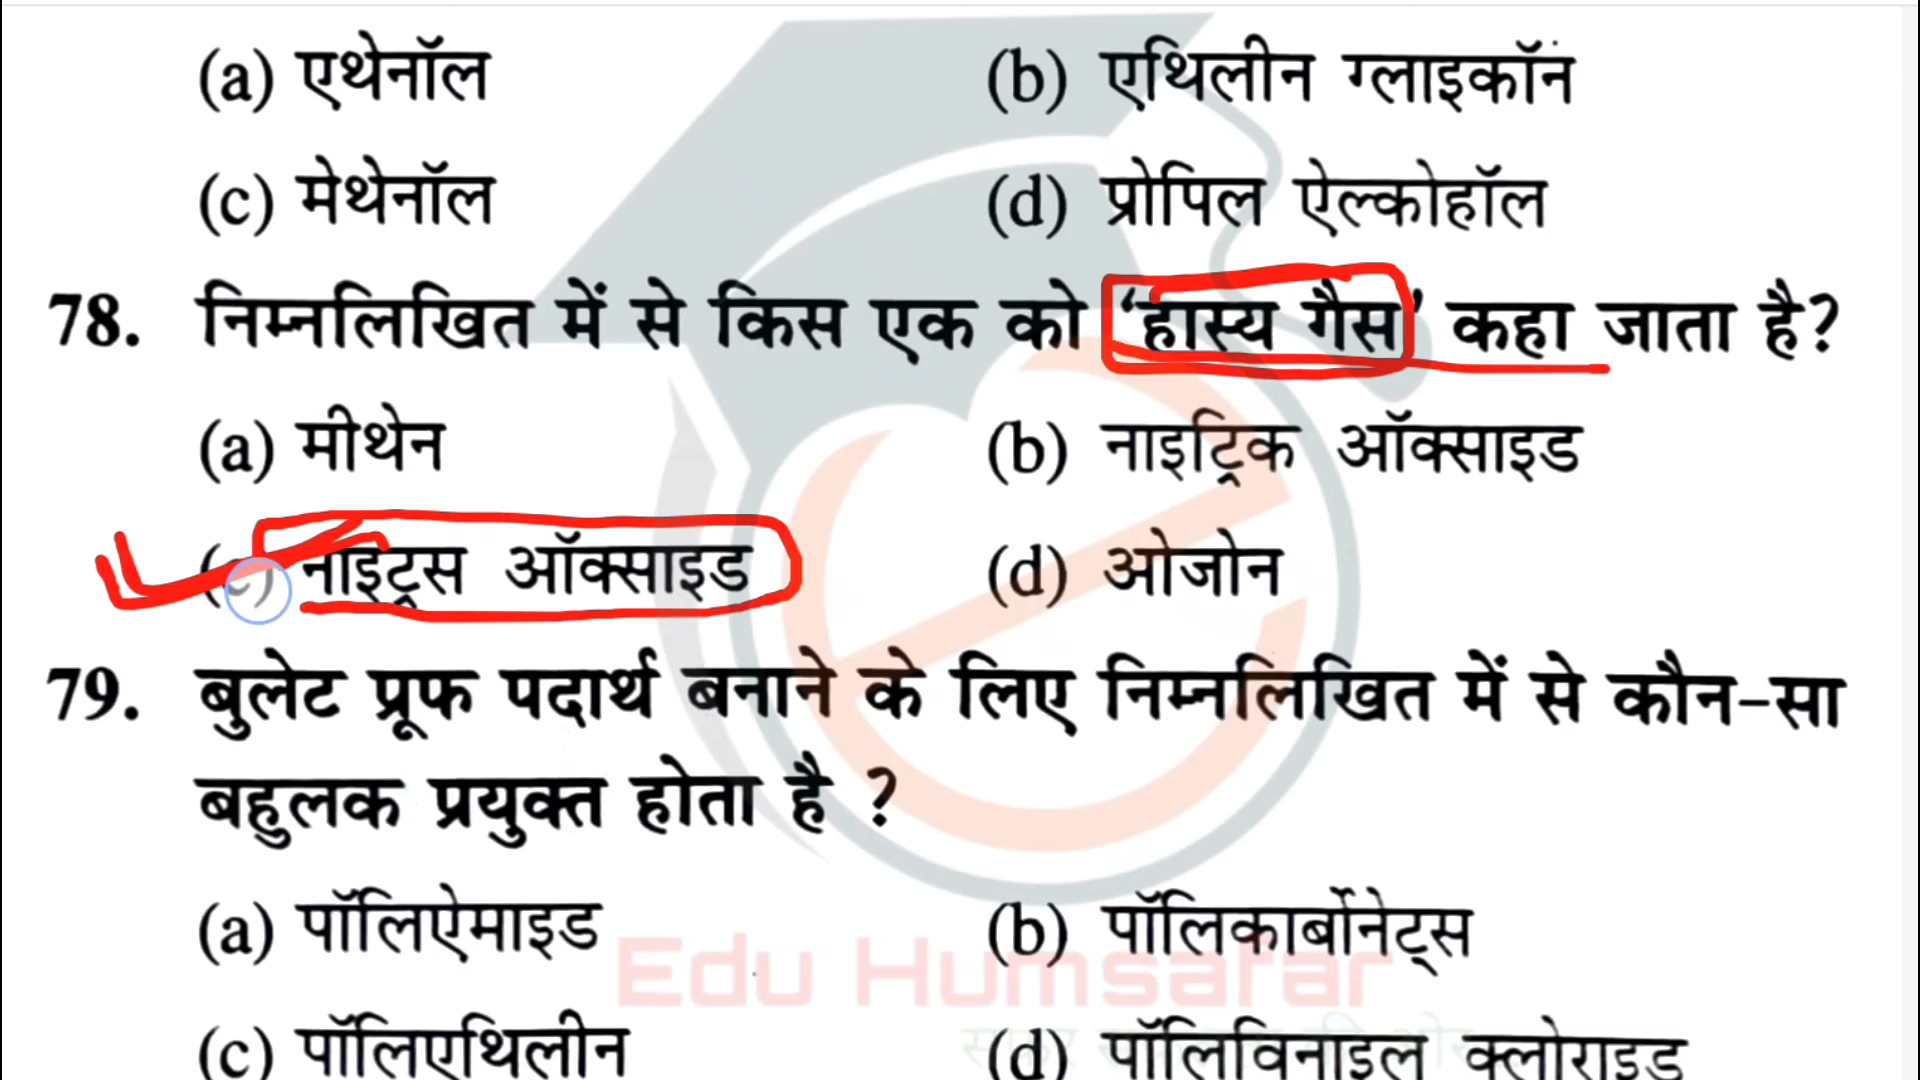 (a) एथेनॉल (b) एथिलीन ग्लाइकॉन
(c) मेथेनॉल (d) प्रोपिल ऐल्कोहॉल
78. निम्नलिखित में से किस एक को ‘हास्य गैस’ कहा जाता है?
(a) मीथेन (b) नाइट्रिक ऑक्साइड
(c) नाइट्रस ऑक्साइड (d) ओजोन
79. बुलेट प्रूफ पदार्थ बनाने के लिए निम्नलिखित में से कौन-सा
बहुलक प्रयुक्त होता है ?
(a) पॉलिऐमाइड (b) पॉलिकार्बोनेट्स
Edu Humsafar
(c) पॉलिएथिलीन (d) पॉलिविनाइल क्लोराइड